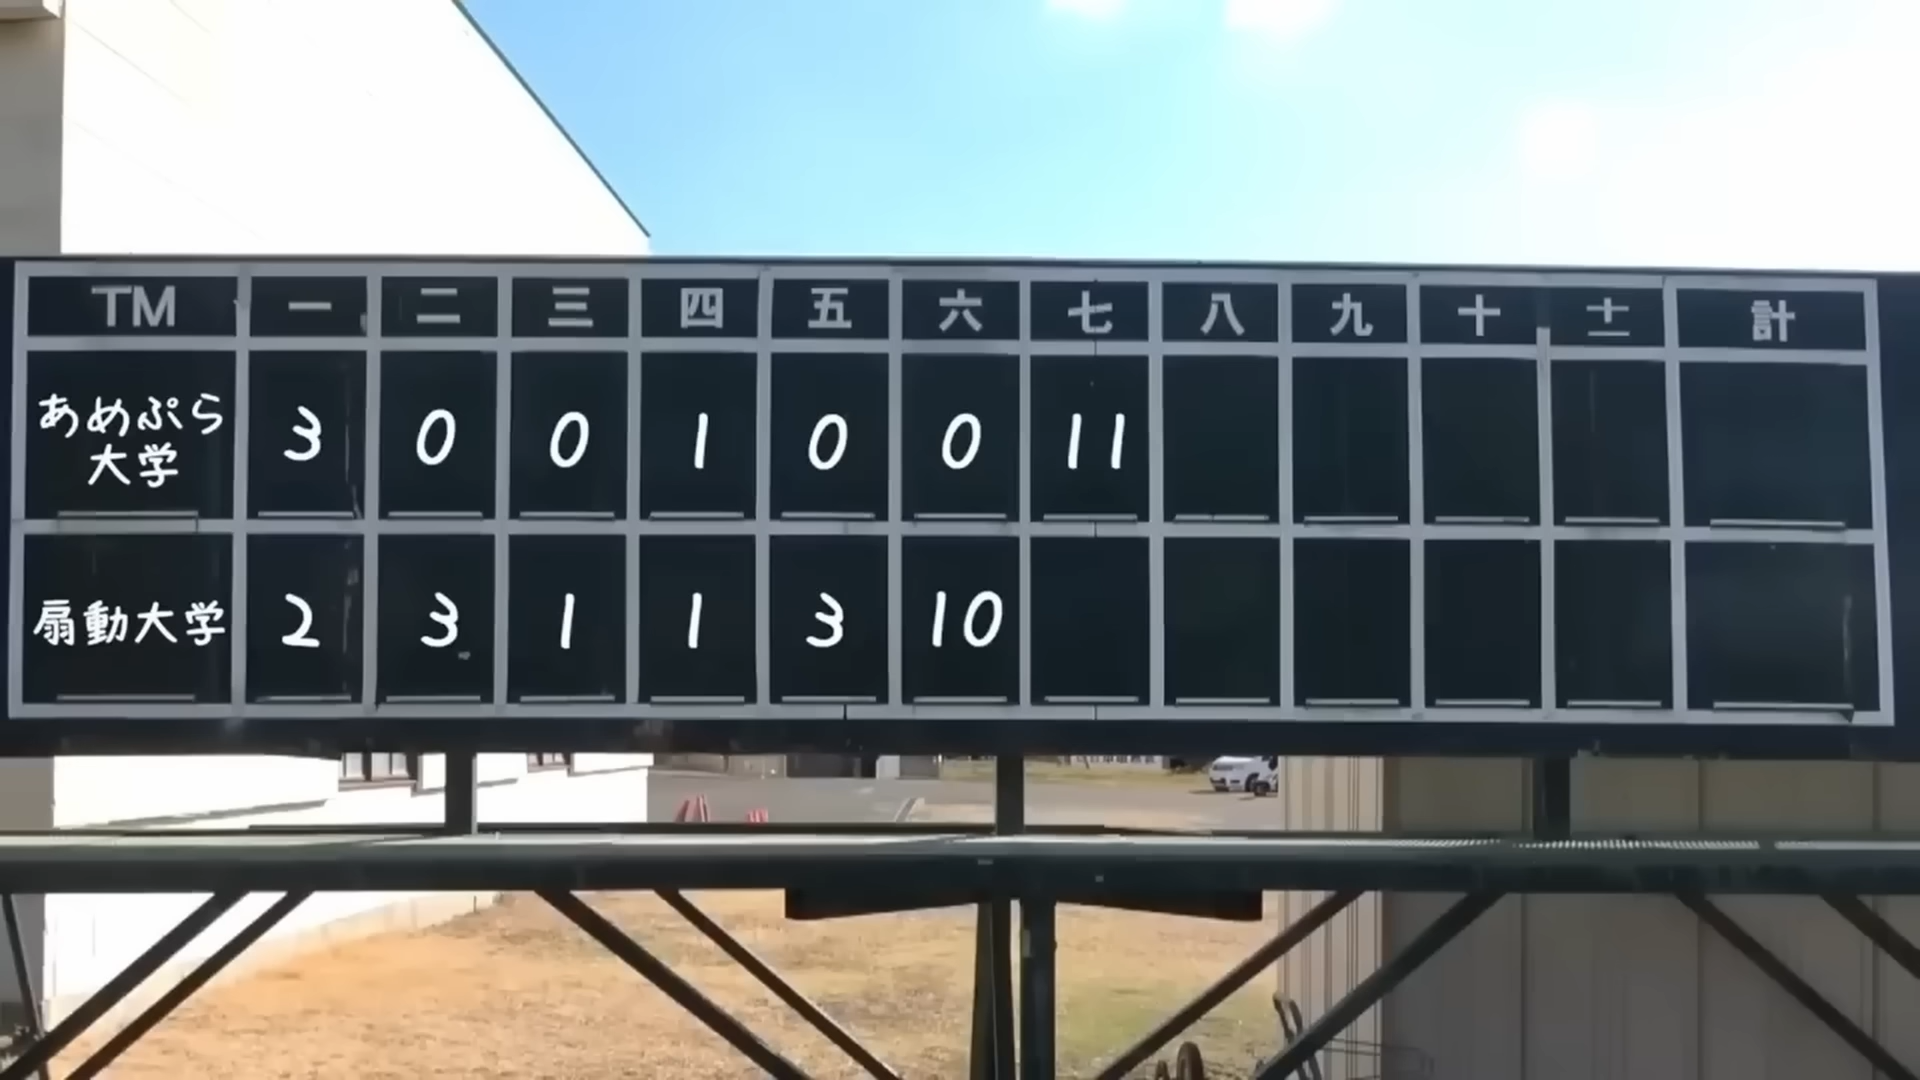 TM 一 二 三 四 五 六 七 八 九 十 十一 計
あめぷら
大学 3 0 0 1 0 0 11
扇動大学 2 3 1 1 3 10